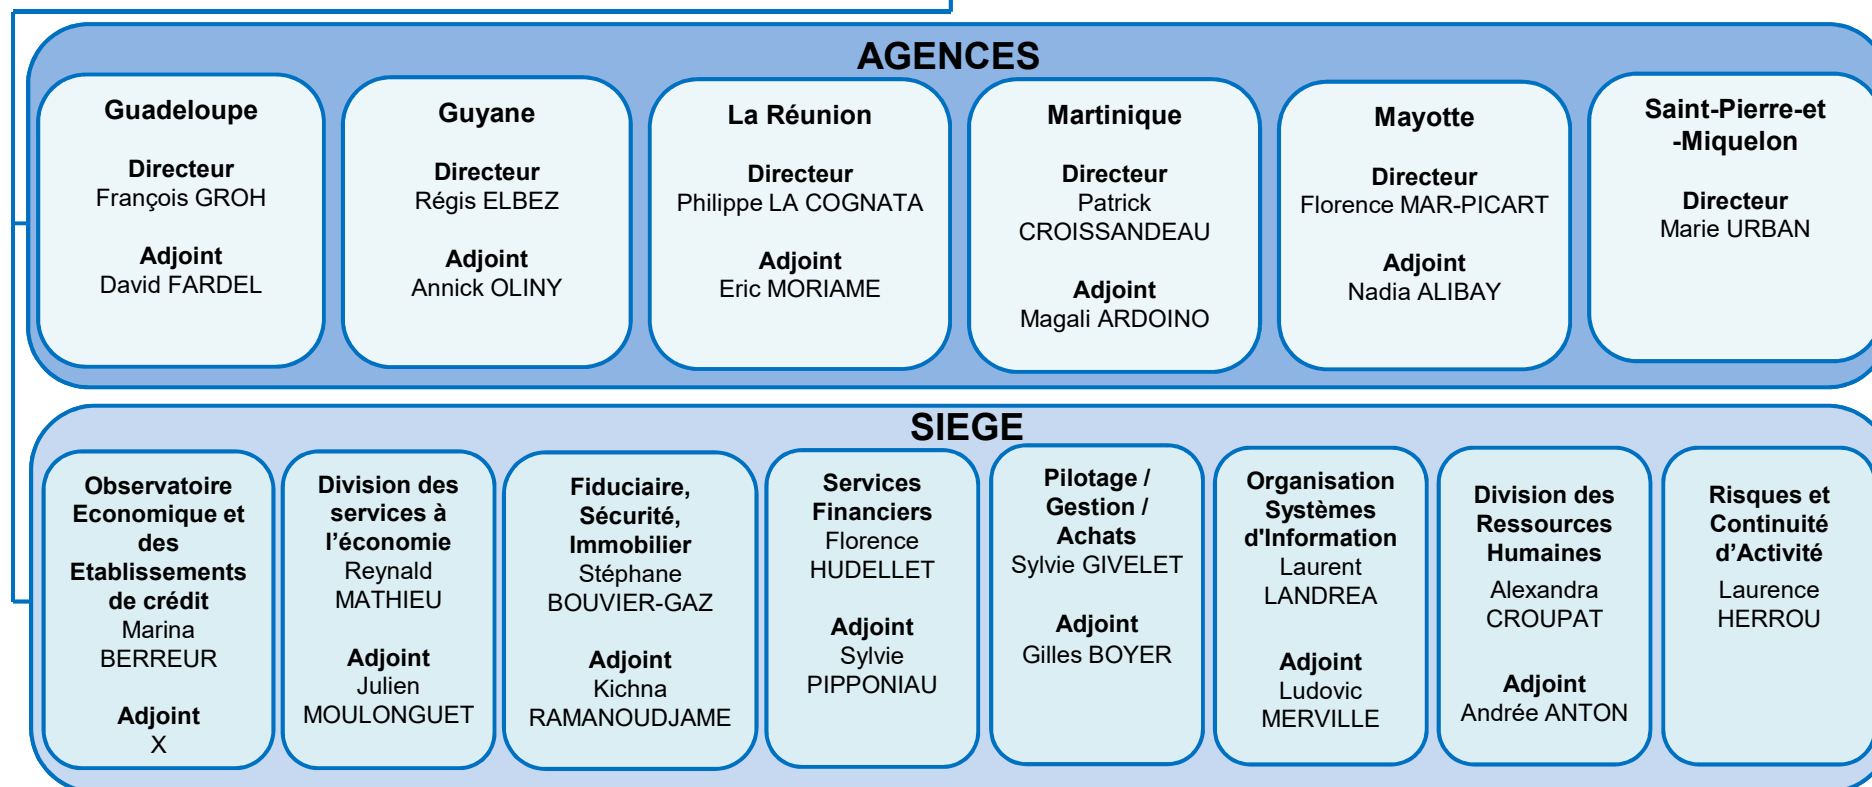 AGENCES
Guadeloupe
Directeur
François GROH
Adjoint
David FARDEL
Guyane
Directeur
Régis ELBEZ
Adjoint
Annick OLINY
La Réunion
Directeur
Philippe LA COGNATA
Adjoint
Eric MORIAME
Martinique
Directeur
Patrick
CROISSANDEAU
Adjoint
Magali ARDOINO
Mayotte
Directeur
Florence MAR-PICART
Adjoint
Nadia ALIBAY
Saint-Pierre-et
-Miquelon
Directeur
Marie URBAN
SIEGE
Observatoire
Economique et
des
Etablissements
de crédit
Marina
BERREUR
Adjoint
X
Division des
services à
l’économie
Reynald
MATHIEU
Adjoint
Julien
MOULONGUET
Fiduciaire,
Sécurité,
Immobilier
Stéphane
BOUVIER-GAZ
Adjoint
Kichna
RAMANOUDJAME
Services
Financiers
Florence
HUDELLET
Adjoint
Sylvie
PIPPONIAU
Pilotage /
Gestion /
Achats
Sylvie GIVELET
Adjoint
Gilles BOYER
Organisation
Systèmes
d'Information
Laurent
LANDREA
Adjoint
Ludovic
MERVILLE
Division des
Ressources
Humaines
Alexandra
CROUPAT
Adjoint
Andrée ANTON
Risques et
Continuité
d’Activité
Laurence
HERROU